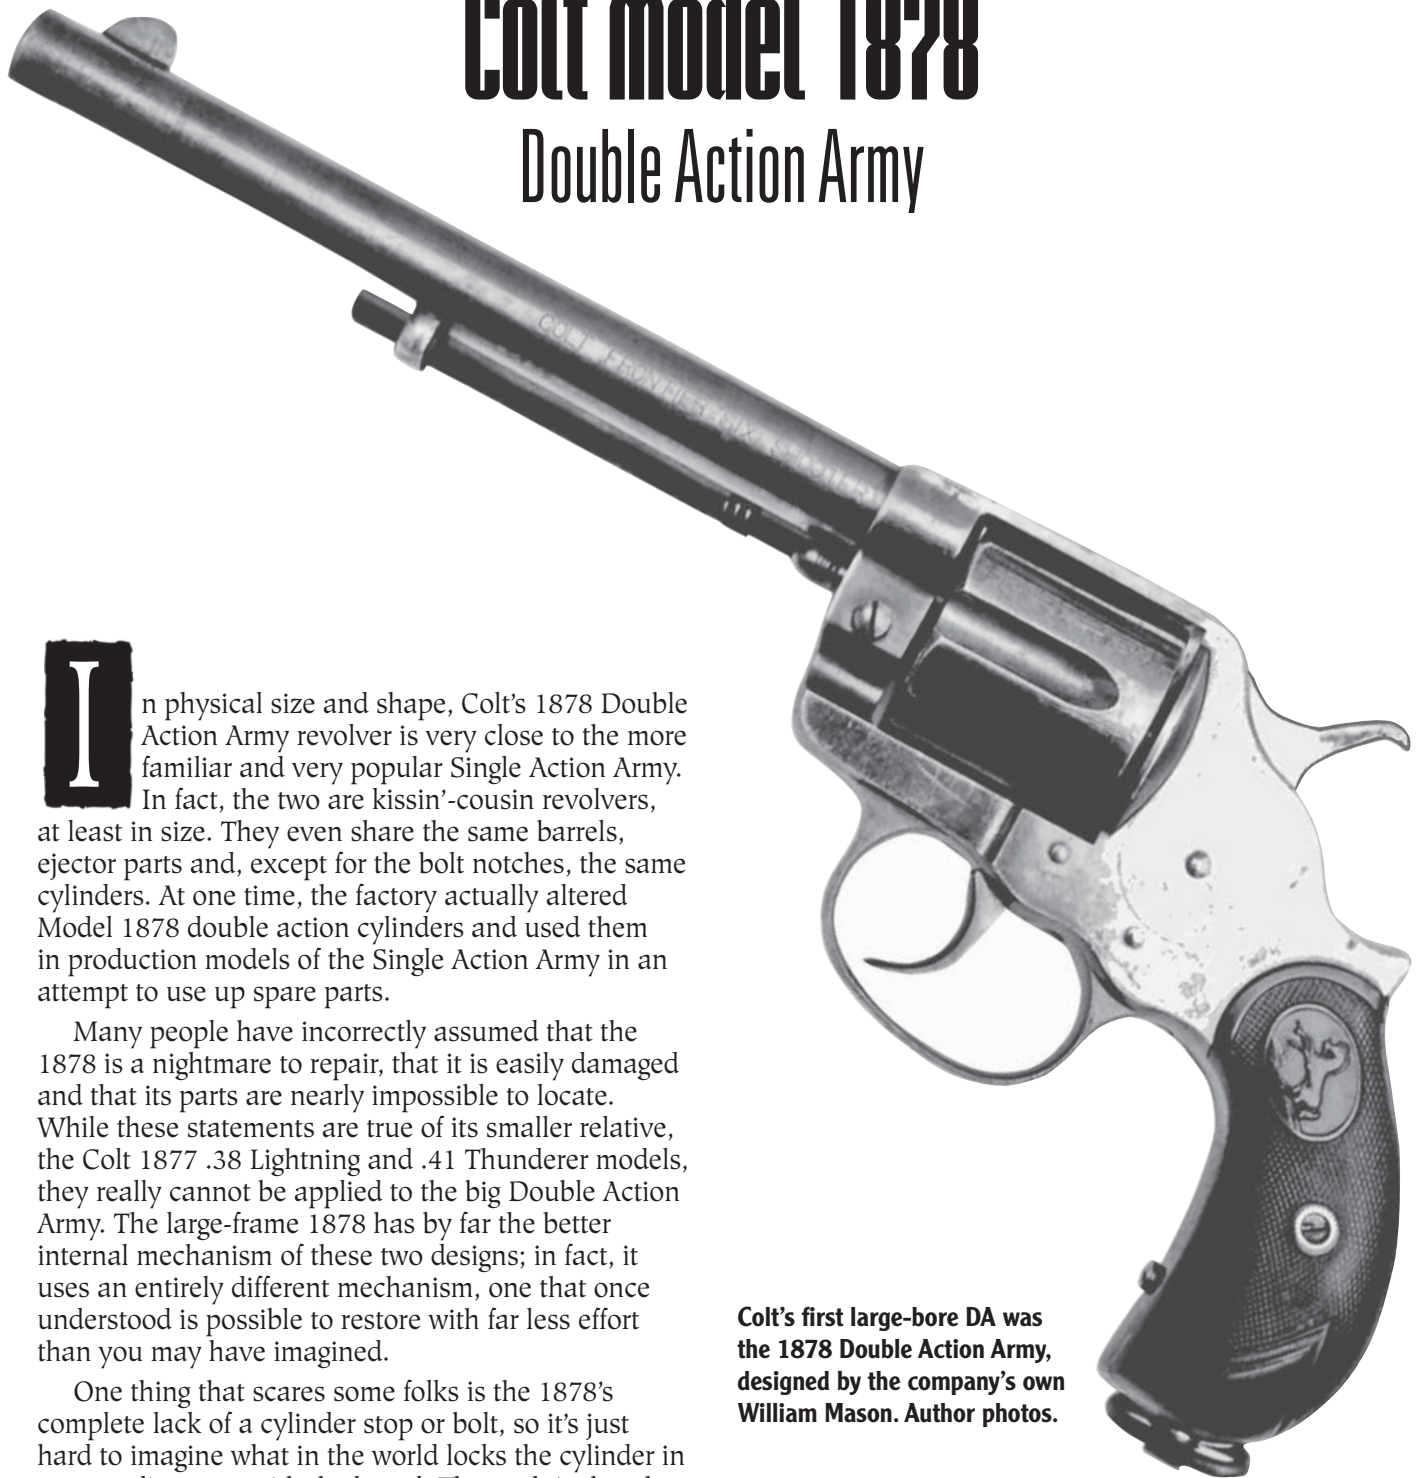 Colt Model 1878
Double Action Army
COLT FRONTIER SIX SHOOTER
In physical size and shape, Colt’s 1878 Double
Action Army revolver is very close to the more
familiar and very popular Single Action Army.
In fact, the two are kissin’-cousin revolvers,
at least in size. They even share the same barrels,
ejector parts and, except for the bolt notches, the same
cylinders. At one time, the factory actually altered
Model 1878 double action cylinders and used them
in production models of the Single Action Army in an
attempt to use up spare parts.
Many people have incorrectly assumed that the
1878 is a nightmare to repair, that it is easily damaged
and that its parts are nearly impossible to locate.
While these statements are true of its smaller relative,
the Colt 1877 .38 Lightning and .41 Thunderer models,
they really cannot be applied to the big Double Action
Army. The large-frame 1878 has by far the better
internal mechanism of these two designs; in fact, it
uses an entirely different mechanism, one that once
understood is possible to restore with far less effort
than you may have imagined.
One thing that scares some folks is the 1878’s
complete lack of a cylinder stop or bolt, so it’s just
hard to imagine what in the world locks the cylinder in
Colt’s first large-bore DA was
the 1878 Double Action Army,
designed by the company’s own
William Mason. Author photos.